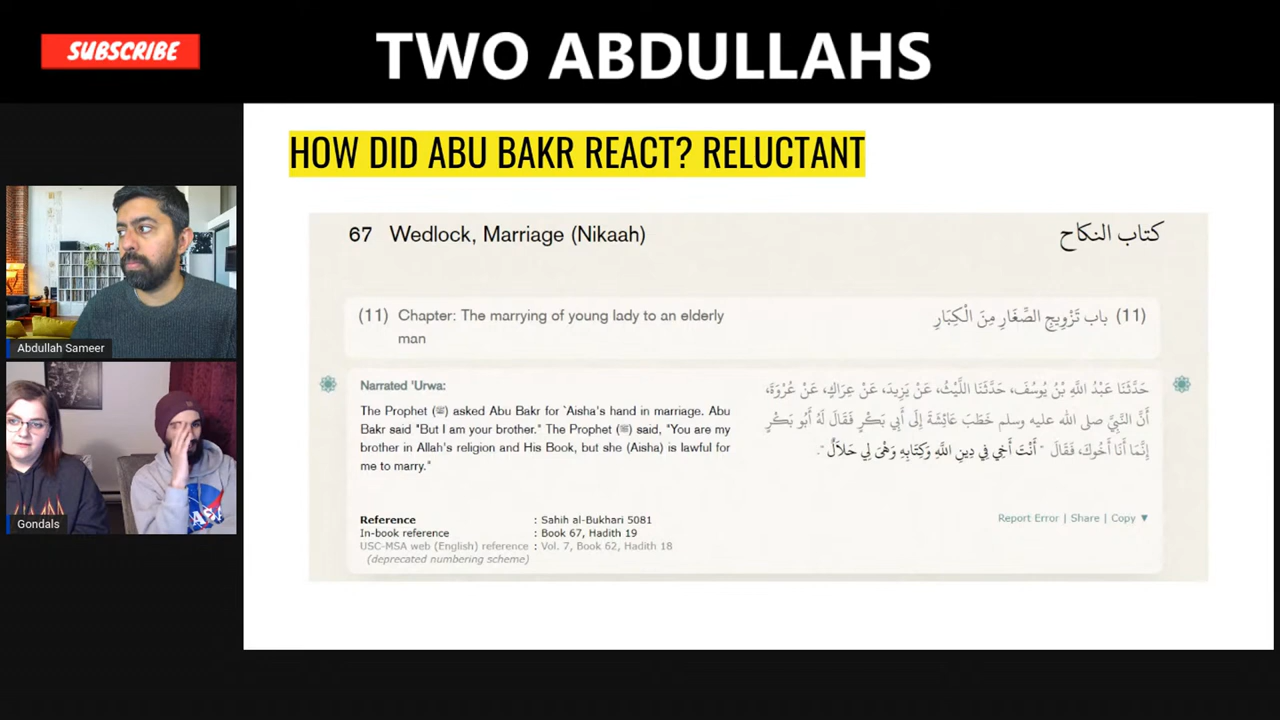 SUBSCRIBE
TWO ABDULLAHS
HOW DID ABU BAKR REACT? RELUCTANT
67 Wedlock, Marriage (Nikaah)
كتاب النكاح
(11) Chapter: The marrying of young lady to an elderly
man
(11) باب تَزْوِيجِ الصِّغَارِ مِنَ الْكِبَارِ
Narrated 'Urwa:
The Prophet (ﷺ) asked Abu Bakr for `Aisha's hand in marriage. Abu
Bakr said "But I am your brother." The Prophet (ﷺ) said, "You are my
brother in Allah's religion and His Book, but she (Aisha) is lawful for
me to marry."
حَدَّثَنَا عَبْدُ اللَّهِ بْنُ يُوسُفَ، حَدَّثَنَا اللَّيْثُ، عَنْ يَزِيدَ، عَنْ عِرَاكٍ، عَنْ عُرْوَةَ،
أَنَّ النَّبِيَّ صلى الله عليه وسلم خَطَبَ عَائِشَةَ إِلَى أَبِي بَكْرٍ فَقَالَ لَهُ أَبُو بَكْرٍ
إِنَّمَا أَنَا أَخُوكَ، فَقَالَ ‏"‏ أَنْتَ أَخِي فِي دِينِ اللَّهِ وَكِتَابِهِ وَهْىَ لِي حَلاَلٌ ‏"‏‏.‏
Reference : Sahih al-Bukhari 5081
In-book reference : Book 67, Hadith 19
USC-MSA web (English) reference : Vol. 7, Book 62, Hadith 18
(deprecated numbering scheme)
Report Error | Share | Copy ▼
Abdullah Sameer
Gondals